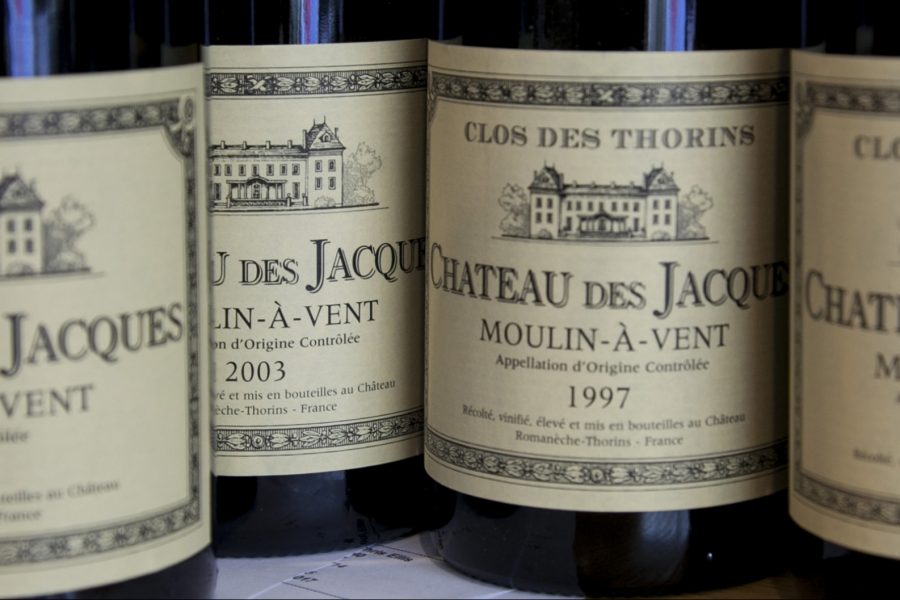 JACQUES
VENT
teilles au Château
France
U DES JACQUE
LIN-À-VENT
d'Origine Contrôlée
2003
et mis en bouteilles au Château
èche-Thorins - France
CLOS DES THORINS
CHATEAU DES JACQUES
MOULIN-À-VENT
Appellation d'Origine Contrôlée
1997
Récolté, vinifié, élevé et mis en bouteilles au Château
Romanèche-Thorins - France
CLO
CHAT
M
Récolté